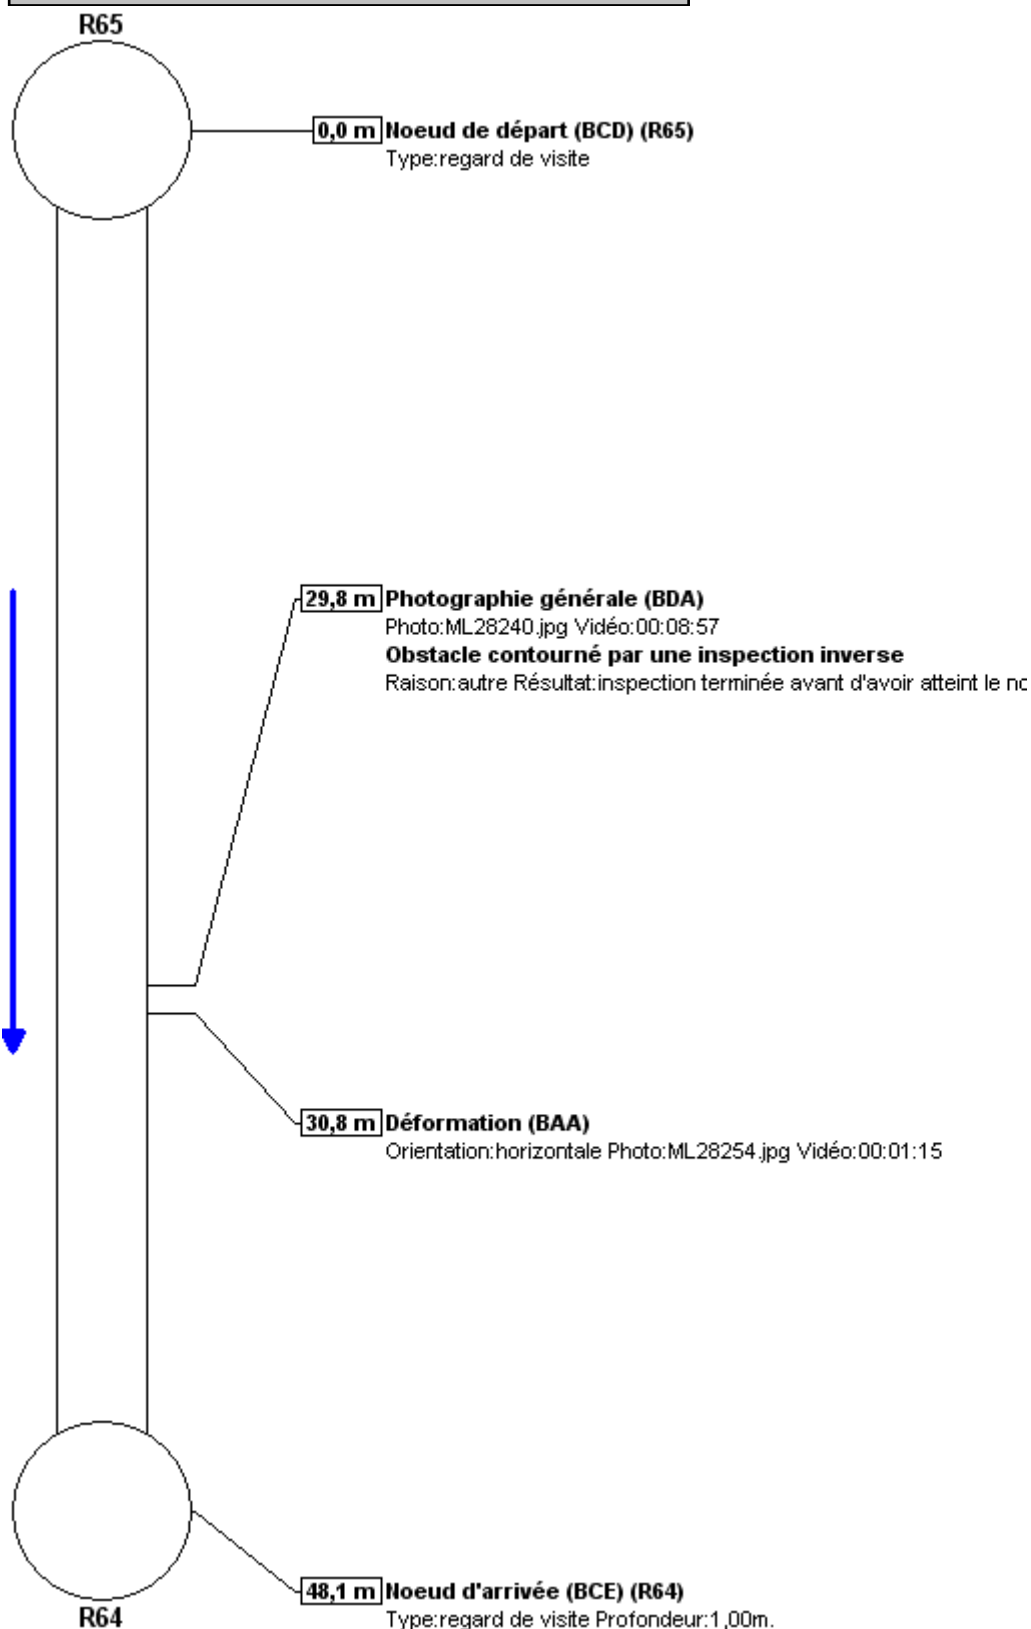 R65
0,0 m Noeud de départ (BCD) (R65)
Type:regard de visite
29,8 m Photographie générale (BDA)
Photo:ML28240.jpg Vidéo:00:08:57
Obstacle contourné par une inspection inverse
Raison:autre Résultat:inspection terminée avant d'avoir atteint le
30,8 m Déformation (BAA)
Orientation:horizontale Photo:ML28254.jpg Vidéo:00:01:15
48,1 m Noeud d'arrivée (BCE) (R64)
R64
Type:regard de visite Profondeur:1,00m.